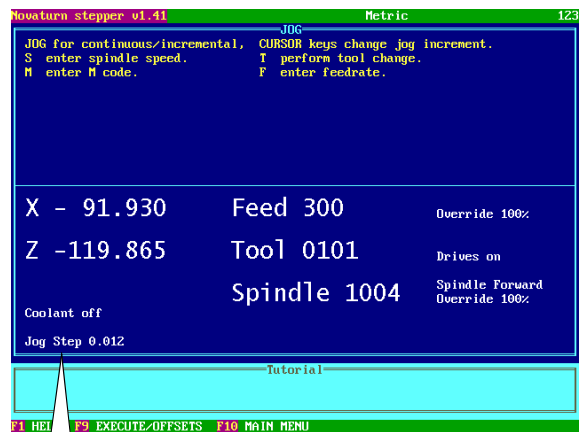 Novaturn stepper v1.41 Metric 123
JOG
JOG for continuous/incremental, CURSOR keys change jog increment.
S enter spindle speed. T perform tool change.
M enter M code. F enter feedrate.
X - 91.930 Feed 300 Override 100%
Z -119.865 Tool 0101 Drives on
Spindle 1004 Spindle Forward
Override 100%
Coolant off
Jog Step 0.012
Tutorial
F1 HEL F9 EXECUTE/OFFSETS F10 MAIN MENU